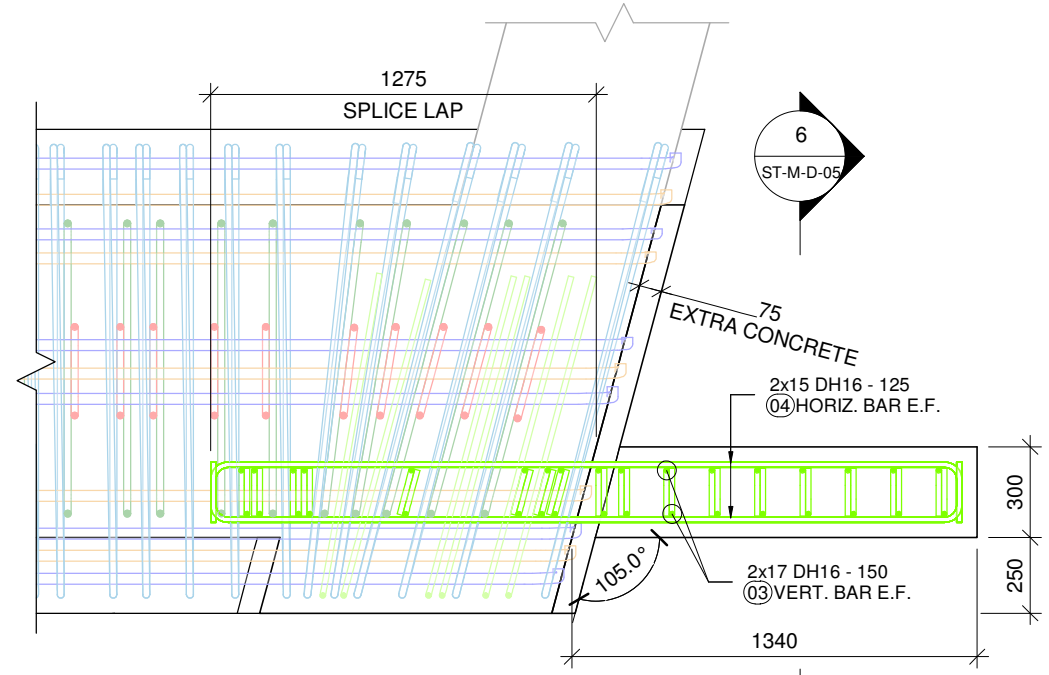 1275
SPLICE LAP
6
ST-M-D-05
75
EXTRA CONCRETE
2x15 DH16 - 125
04 HORIZ. BAR E.F.
300
250
105.0°
2x17 DH16 - 150
03 VERT. BAR E.F.
1340